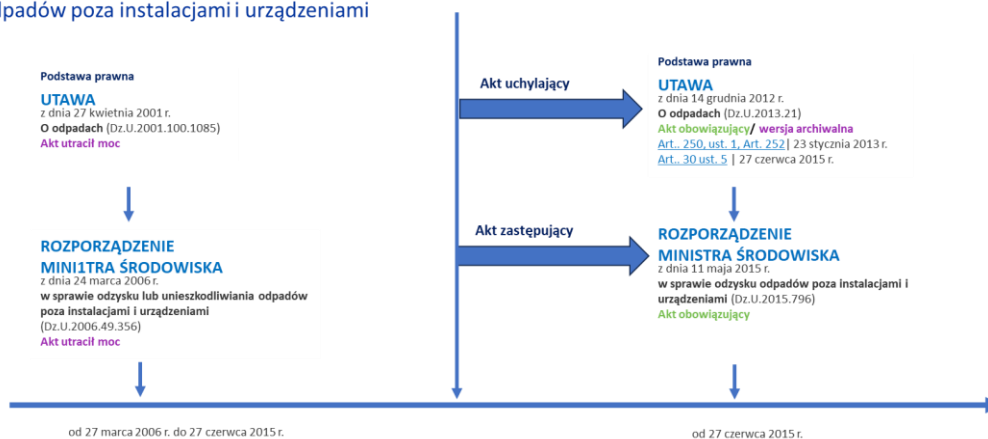 dpadów poza instalacjami i urządzeniami
Podstawa prawna
UTAWA
z dnia 27 kwietnia 2001 r.
O odpadach (Dz.U.2001.100.1085)
Akt utracił moc
ROZPORZĄDZENIE
MINI1TRA ŚRODOWISKA
z dnia 24 marca 2006 r.
w sprawie odzysku lub unieszkodliwiania odpadów
poza instalacjami i urządzeniami
(Dz.U.2006.49.356)
Akt utracił moc
Akt uchylający
Akt zastępujący
Podstawa prawna
UTAWA
z dnia 14 grudnia 2012 r.
O odpadach (Dz.U.2013.21)
Akt obowiązujący/ wersja archiwalna
Art.. 250, ust. 1, Art. 252| 23 stycznia 2013 r.
Art.. 30 ust. 5 | 27 czerwca 2015 r.
ROZPORZĄDZENIE
MINISTRA ŚRODOWISKA
z dnia 11 maja 2015 r.
w sprawie odzysku odpadów poza instalacjami i
urządzeniami (Dz.U.2015.796)
Akt obowiązujący
od 27 marca 2006 r. do 27 czerwca 2015 r.
od 27 czerwca 2015 r.